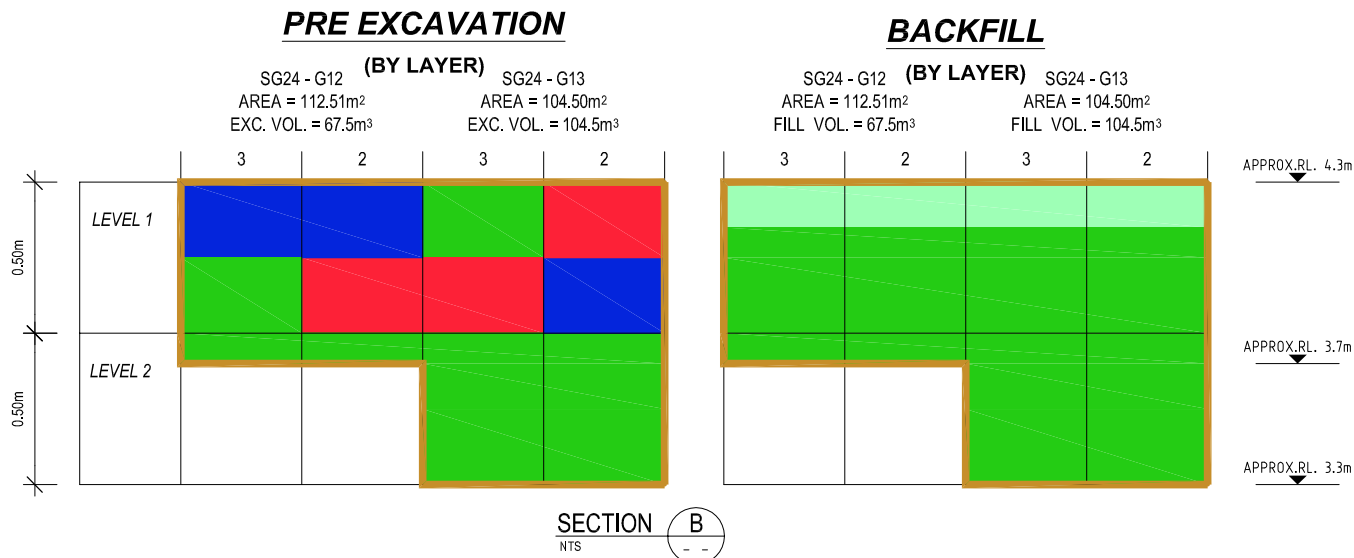 PRE EXCAVATION
(BY LAYER)
SG24 - G12
AREA = 112.51m²
EXC. VOL. = 67.5m³
SG24 - G13
AREA = 104.50m²
EXC. VOL. = 104.5m³
3 2 3 2
LEVEL 1
0.50m
LEVEL 2
0.50m
BACKFILL
(BY LAYER)
SG24 - G12
AREA = 112.51m²
FILL VOL. = 67.5m³
SG24 - G13
AREA = 104.50m²
FILL VOL. = 104.5m³
3 2 3 2
APPROX.RL. 4.3m
APPROX.RL. 3.7m
APPROX.RL. 3.3m
SECTION B
NTS - -